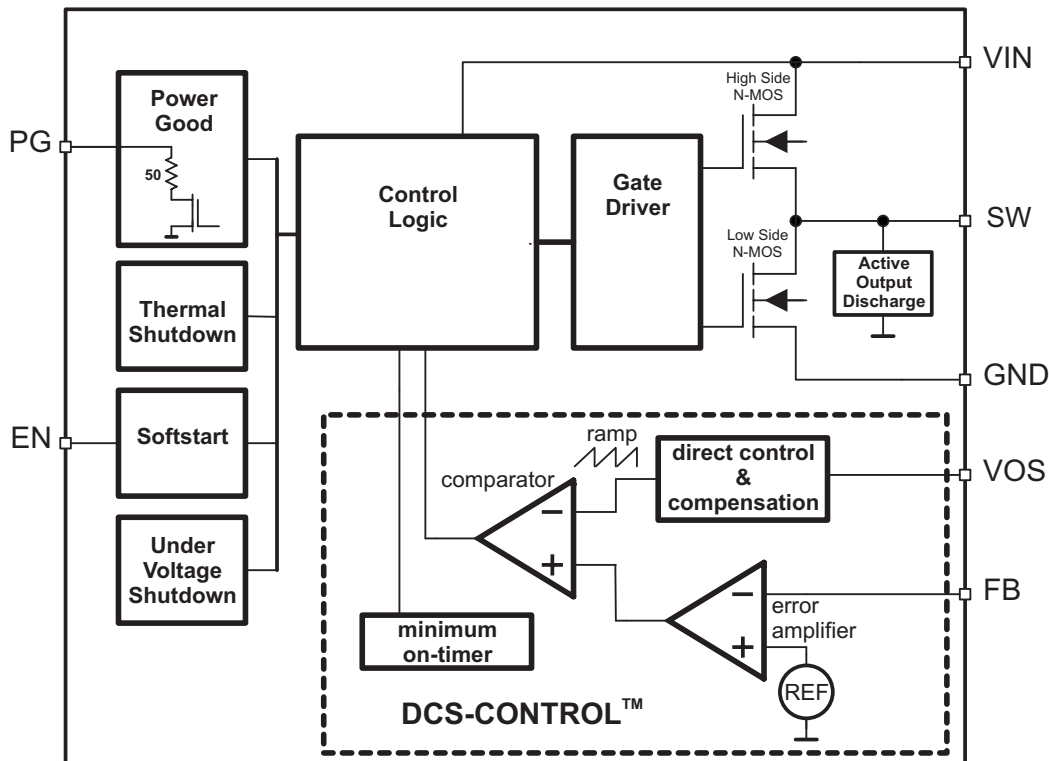 VIN
High Side
N-MOS
Power
Good
PG
50
Control
Logic
Gate
Driver
SW
Low Side
N-MOS
Active
Output
Discharge
Thermal
Shutdown
GND
EN
Softstart
ramp
comparator
direct control
&
compensation
VOS
−
+
Under
Voltage
Shutdown
FB
−
+
error
amplifier
minimum
on-timer
REF
DCS-CONTROL™